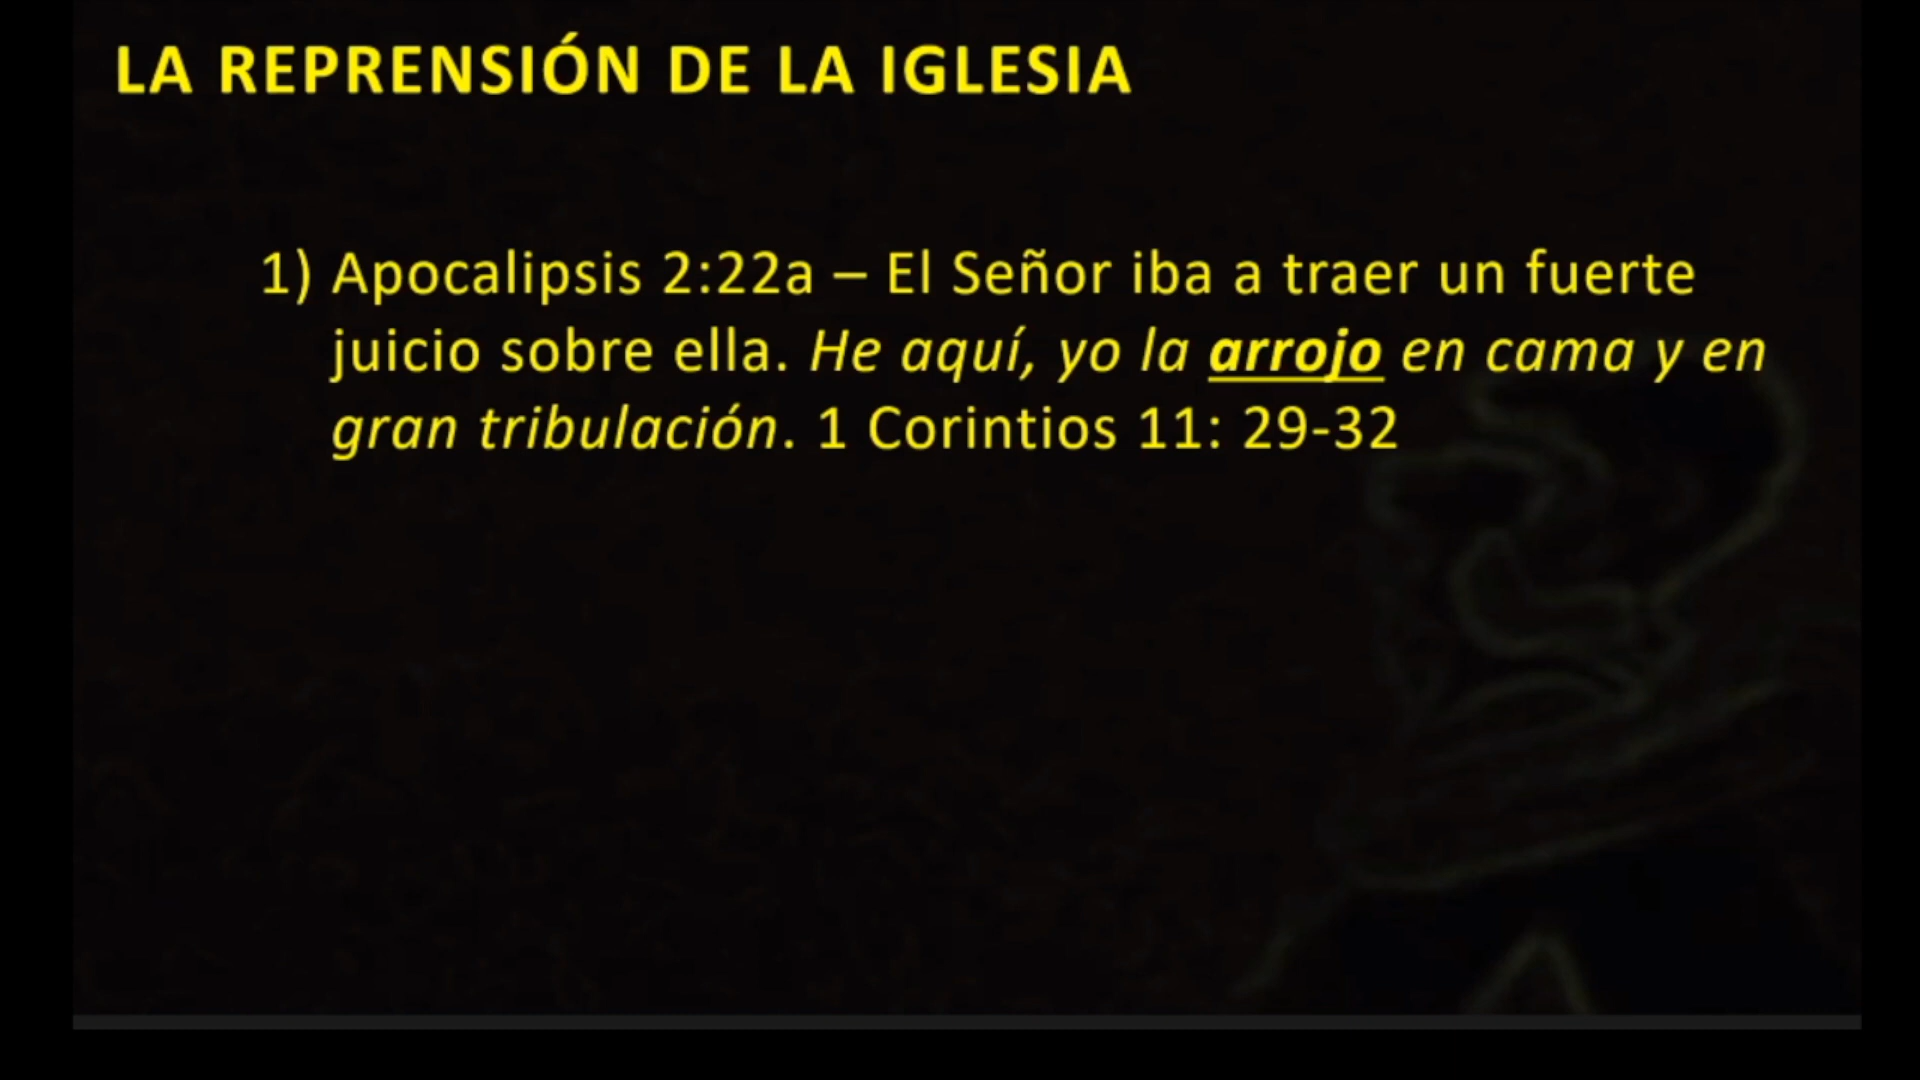 LA REPRENSIÓN DE LA IGLESIA
1) Apocalipsis 2:22a – El Señor iba a traer un fuerte
juicio sobre ella. He aquí, yo la arrojo en cama y en
gran tribulación. 1 Corintios 11: 29-32